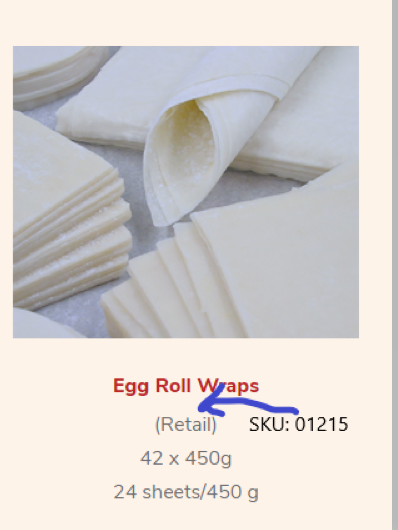 Egg Roll Wraps
(Retail) SKU: 01215
42 x 450g
24 sheets/450 g